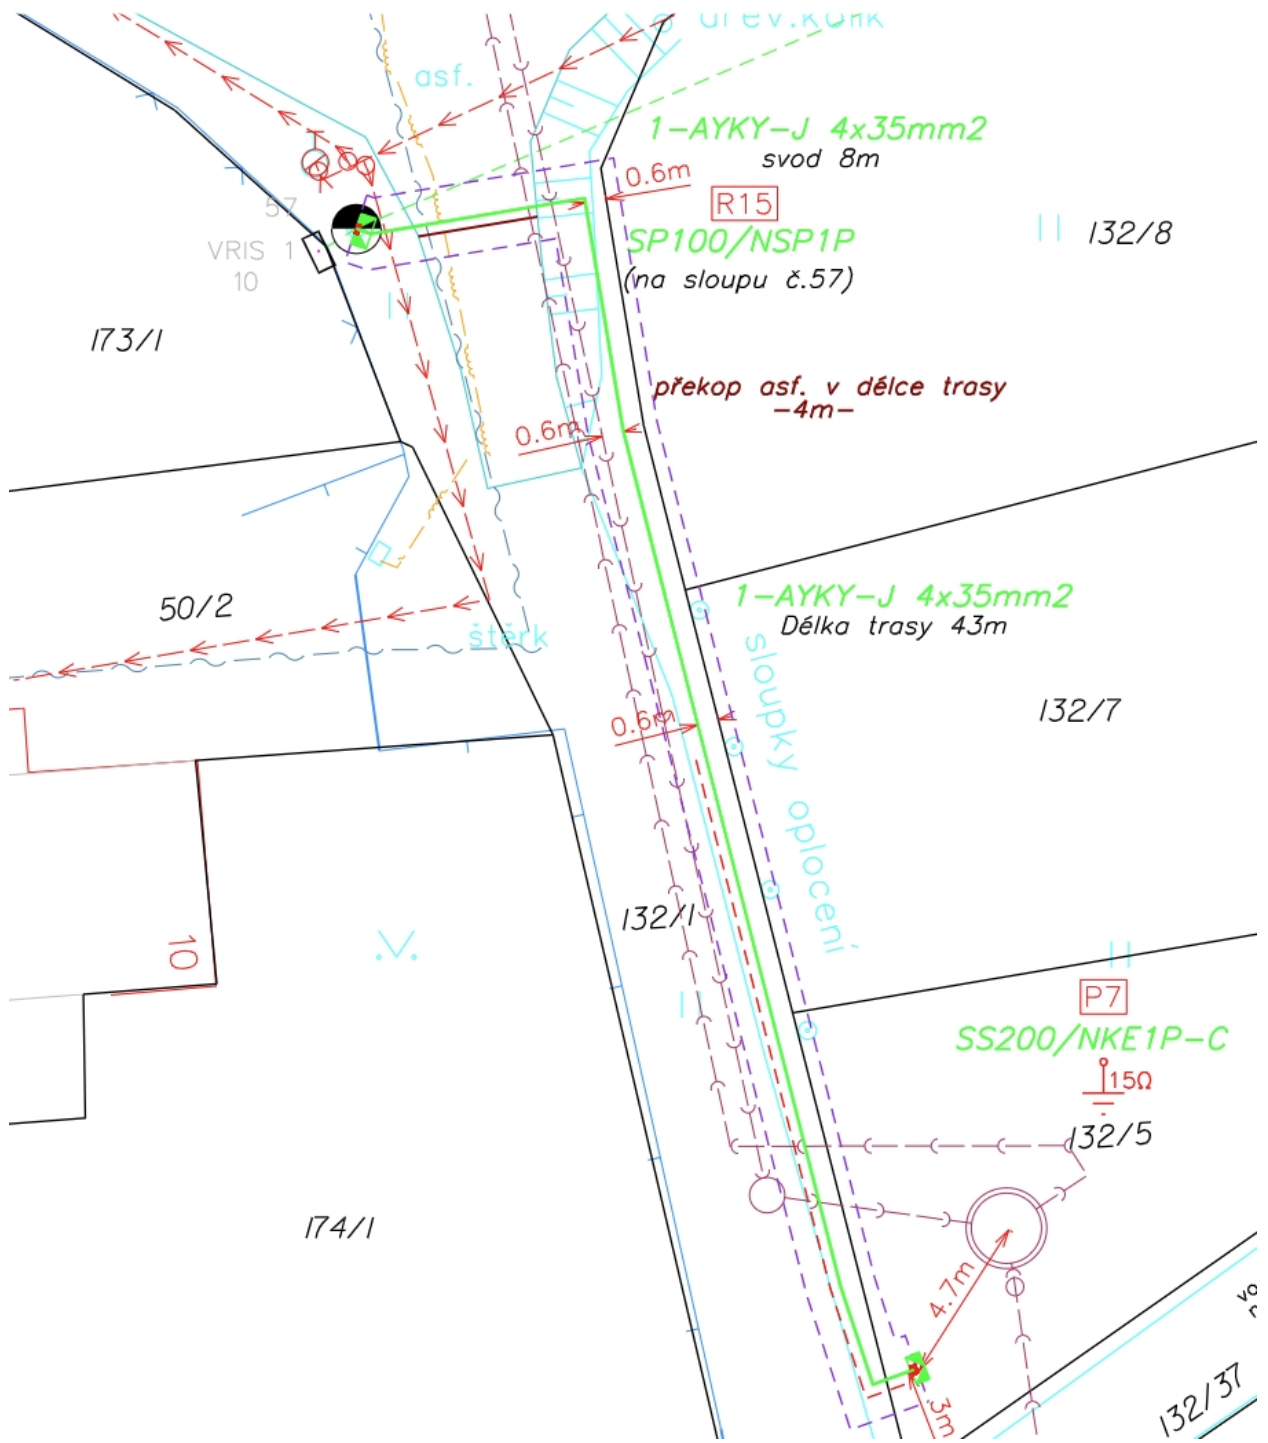 dřev.kolík
asf.
1-AYKY-J 4x35mm2
svod 8m
0.6m
R15
57
SP100/NSP1P
132/8
VRIS 1
10
(na sloupu č.57)
173/1
překop asf. v délce trasy
-4m-
0.6m
1-AYKY-J 4x35mm2
50/2
Délka trasy 43m
štěrk
sloupky oplocení
132/7
0.6m
132/1
10
P7
SS200/NKE1P-C
15Ω
132/5
174/1
4.7m
132/37
3m